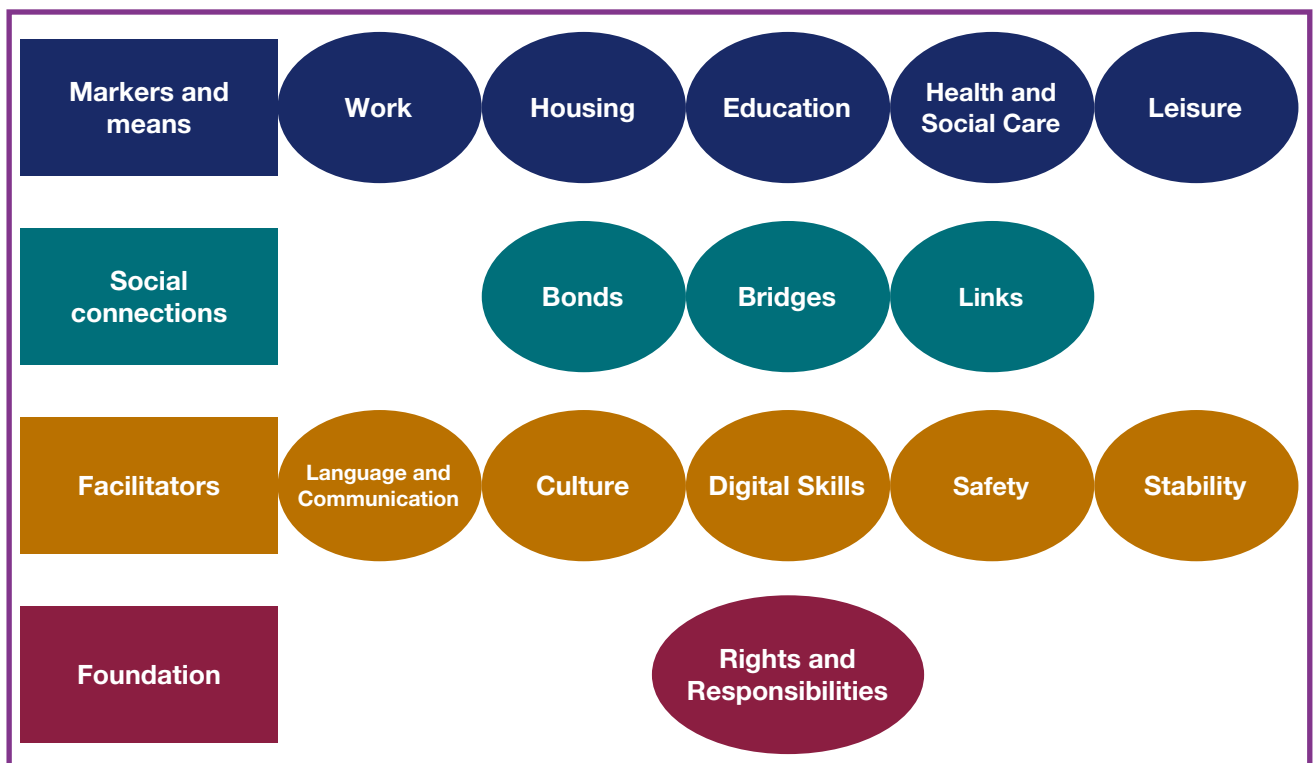 Markers and
means
Work
Housing
Education
Health and
Social Care
Leisure
Social
connections
Bonds
Bridges
Links
Facilitators
Language and
Communication
Culture
Digital Skills
Safety
Stability
Foundation
Rights and
Responsibilities